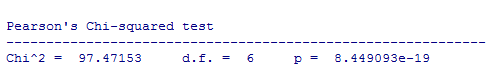 Pearson's Chi-squared test
------------------------------------------------------------
Chi^2 =  97.47153     d.f. =  6     p =  8.449093e-19